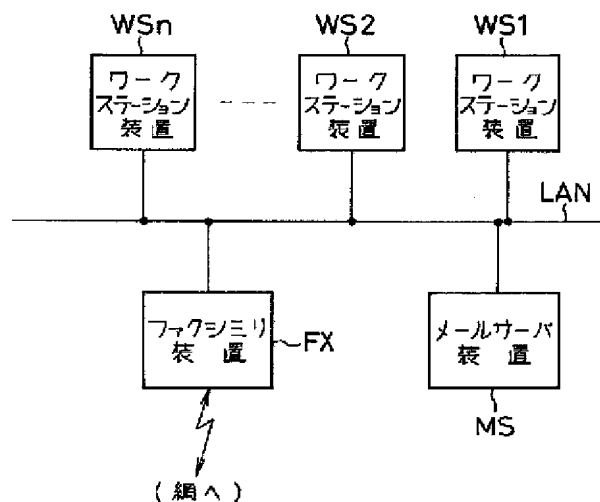 WSn
WS2
WS1
ワーク
ステーション
装置
ワーク
ステーション
装置
ワーク
ステーション
装置
LAN
ファクシミリ
装置
FX
メールサーバ
装置
MS
(網へ)